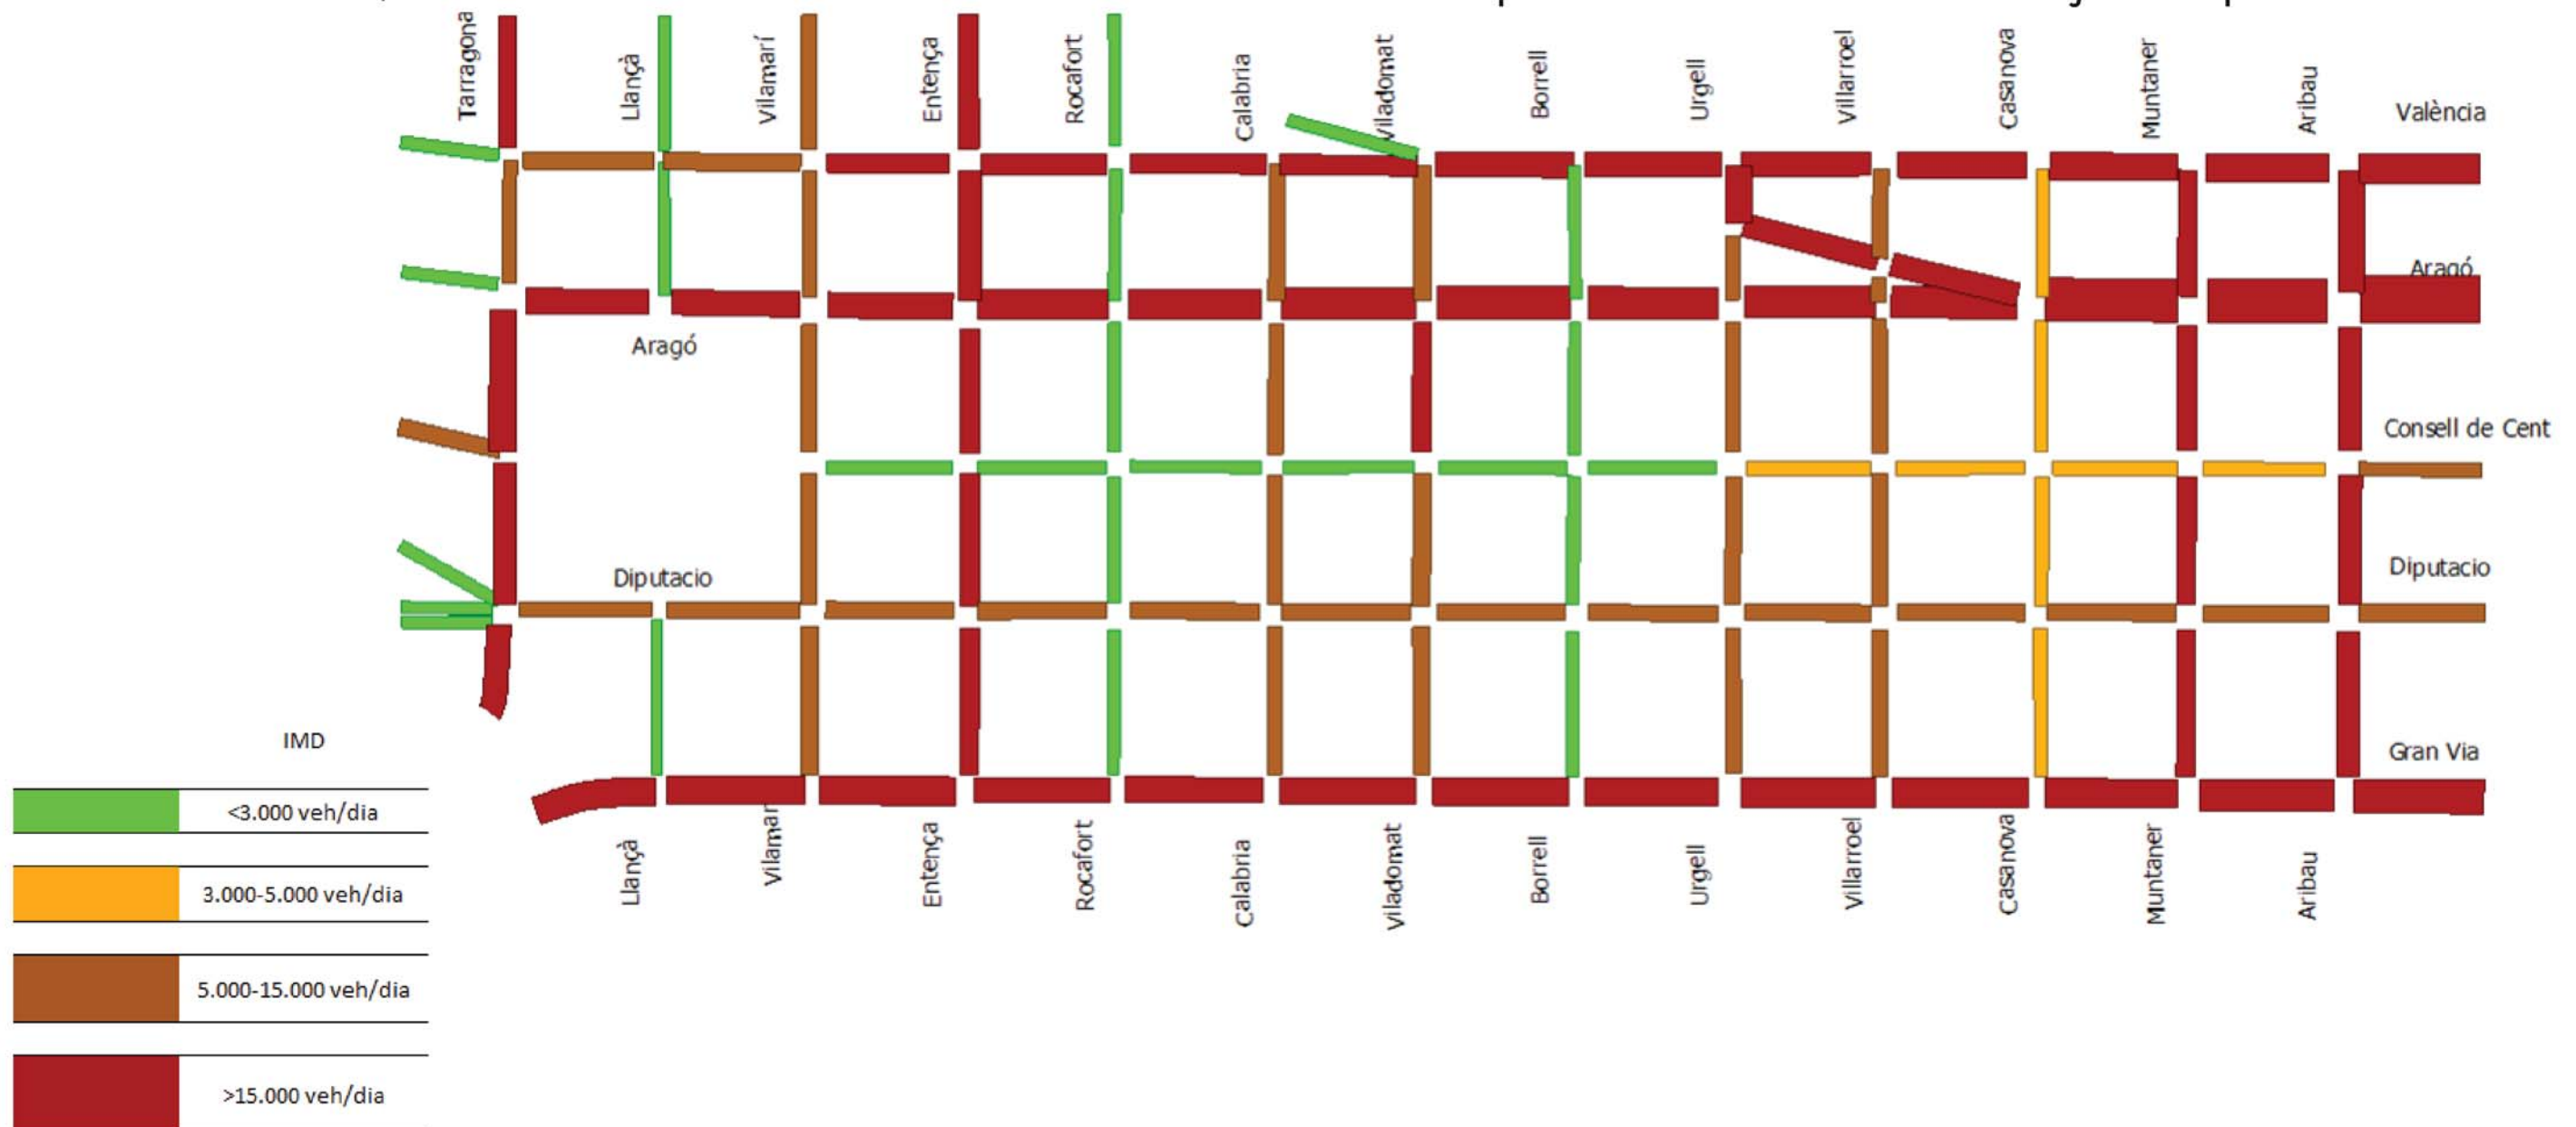 Tarragona
Llançà
Vilamarí
Entença
Rocafort
Calabria
Viladomat
Borrell
Urgell
Villarroel
Casanova
Muntaner
Aribau
València
Aragó
Aragó
Consell de Cent
Diputacio
Diputacio
Gran Via
Llançà
Vilamar
Entença
Rocafort
Calabria
Viladomat
Borrell
Urgell
Villarroel
Casanova
Muntaner
Aribau
IMD
<3.000 veh/dia
3.000-5.000 veh/dia
5.000-15.000 veh/dia
>15.000 veh/dia